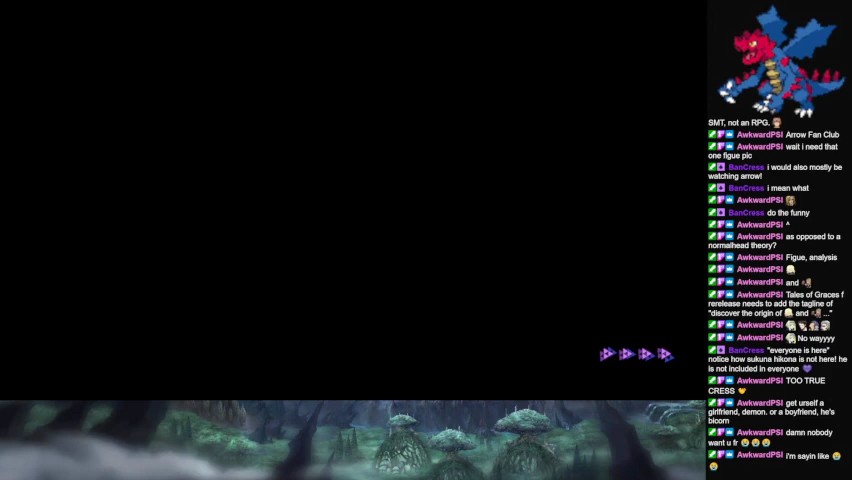 SMT, not an RPG.
AwkwardPSI Arrow Fan Club
AwkwardPSI wait i need that
one figue pic
BanCress i would also mostly be
watching arrow!
BanCress i mean what
AwkwardPSI
BanCress do the funny
AwkwardPSI ^
AwkwardPSI as opposed to a
normalhead theory?
AwkwardPSI Figue, analysis
AwkwardPSI
AwkwardPSI and
AwkwardPSI Tales of Graces f
rerelease needs to add the tagline of
"discover the origin of and ..."
AwkwardPSI
AwkwardPSI No wayyyy
BanCress "everyone is here"
notice how sukuna hikona is not here! he
is not included in everyone 💜
AwkwardPSI TOO TRUE
CRESS
AwkwardPSI get urself a
girlfriend, demon. or a boyfriend, he's
bicorn
AwkwardPSI damn nobody
want u fr 😭😭😭
AwkwardPSI i'm sayin like 😭
😭